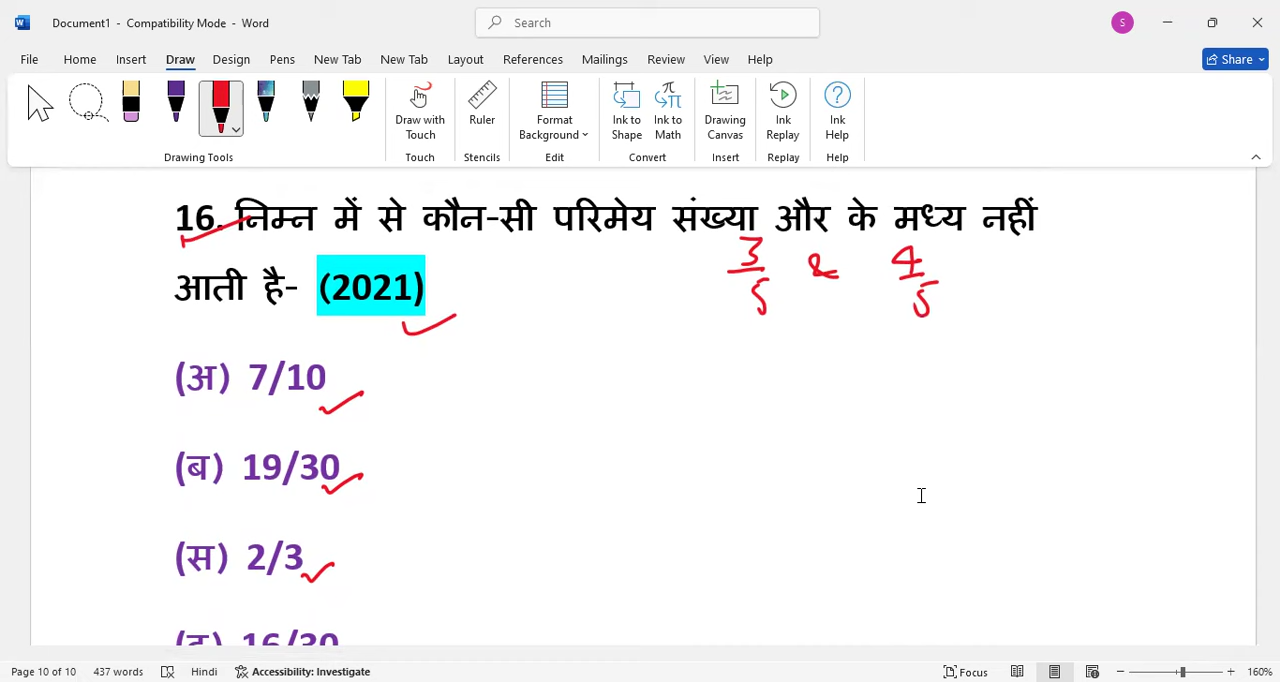 Document1 - Compatibility Mode - Word
Search
S
File Home Insert Draw Design Pens New Tab New Tab Layout References Mailings Review View Help
Share
Draw with Touch
Ruler
Format Background
Ink to Shape
Ink to Math
Drawing Canvas
Ink Replay
Ink Help
Drawing Tools Touch Stencils Edit Convert Insert Replay Help
16. निम्न में से कौन-सी परिमेय संख्या और के मध्य नहीं
3/5 & 4/5
आती है- (2021)
(अ) 7/10
(ब) 19/30
(स) 2/3
(द) 16/30
Page 10 of 10 437 words Hindi Accessibility: Investigate Focus 160%